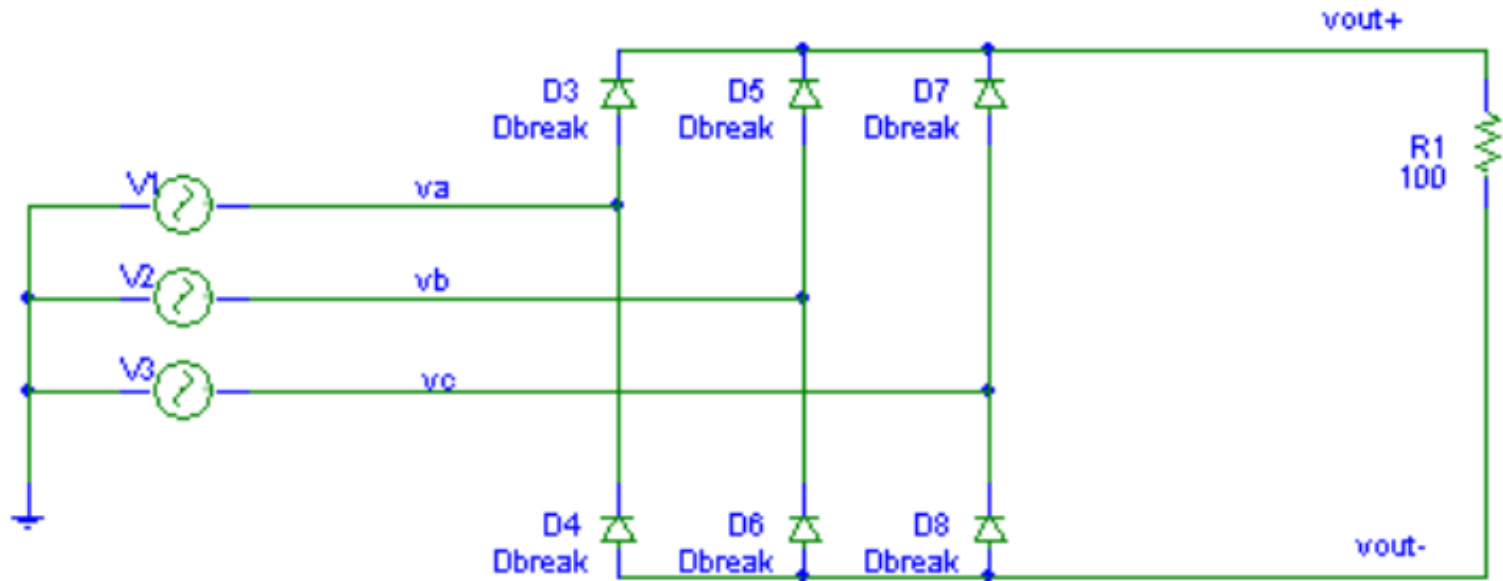 vout+
D3
Dbreak
D5
Dbreak
D7
Dbreak
R1
100
V1
va
V2
vb
V3
vc
D4
Dbreak
D6
Dbreak
D8
Dbreak
vout-